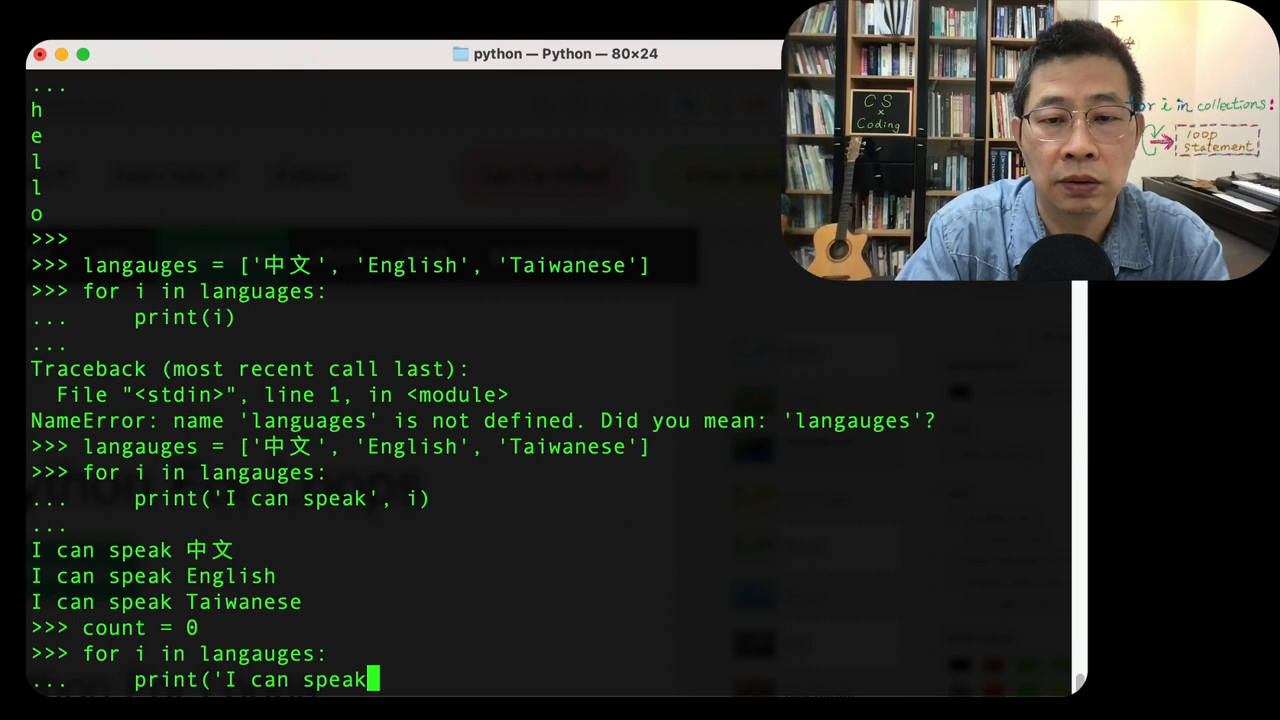 python — Python — 80×24
...
h
e
l
l
o
>>>
>>> langauges = ['中文', 'English', 'Taiwanese']
>>> for i in languages:
...     print(i)
...
Traceback (most recent call last):
  File "<stdin>", line 1, in <module>
NameError: name 'languages' is not defined. Did you mean: 'langauges'?
>>> langauges = ['中文', 'English', 'Taiwanese']
>>> for i in langauges:
...     print('I can speak', i)
...
I can speak 中文
I can speak English
I can speak Taiwanese
>>> count = 0
>>> for i in langauges:
...     print('I can speak
CS
×
Coding
平
for i in collections:
loop
statement